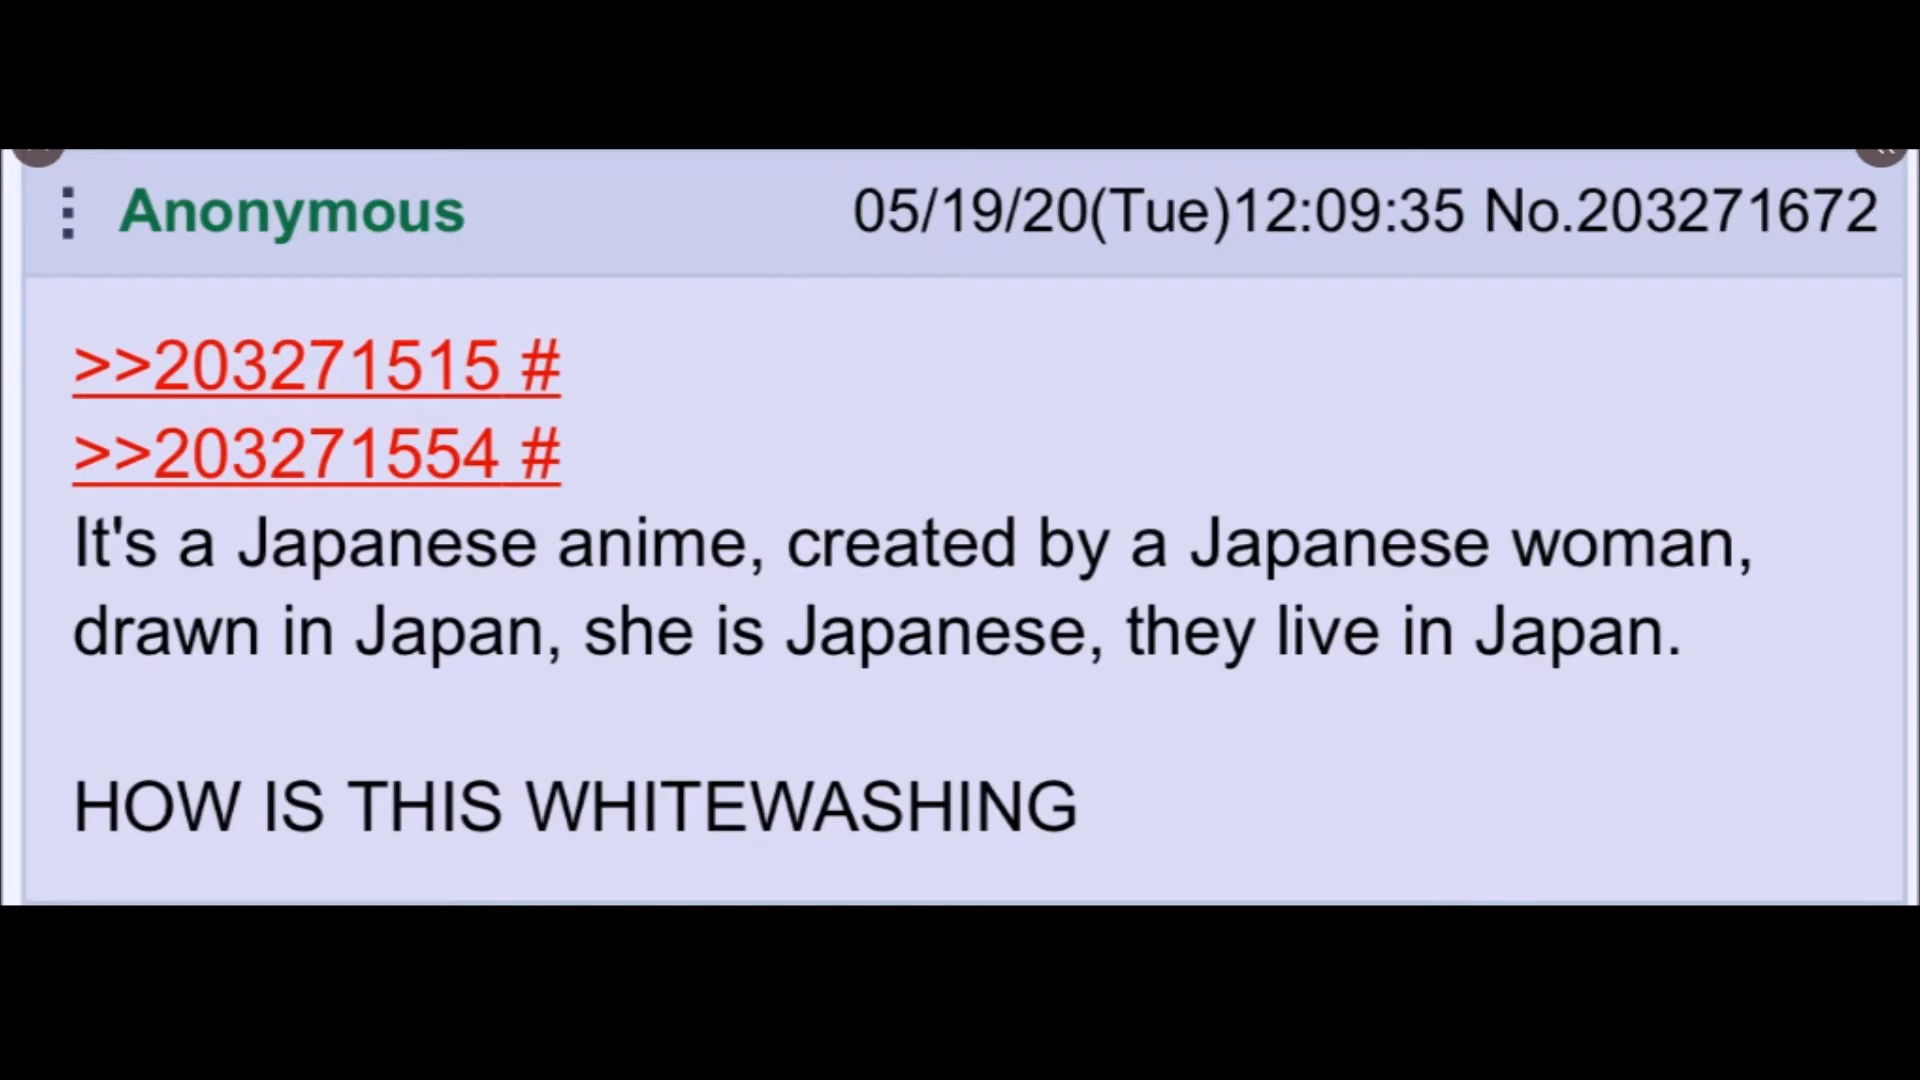 Anonymous 05/19/20(Tue)12:09:35 No.203271672
>>203271515 #
>>203271554 #
It's a Japanese anime, created by a Japanese woman,
drawn in Japan, she is Japanese, they live in Japan.
HOW IS THIS WHITEWASHING